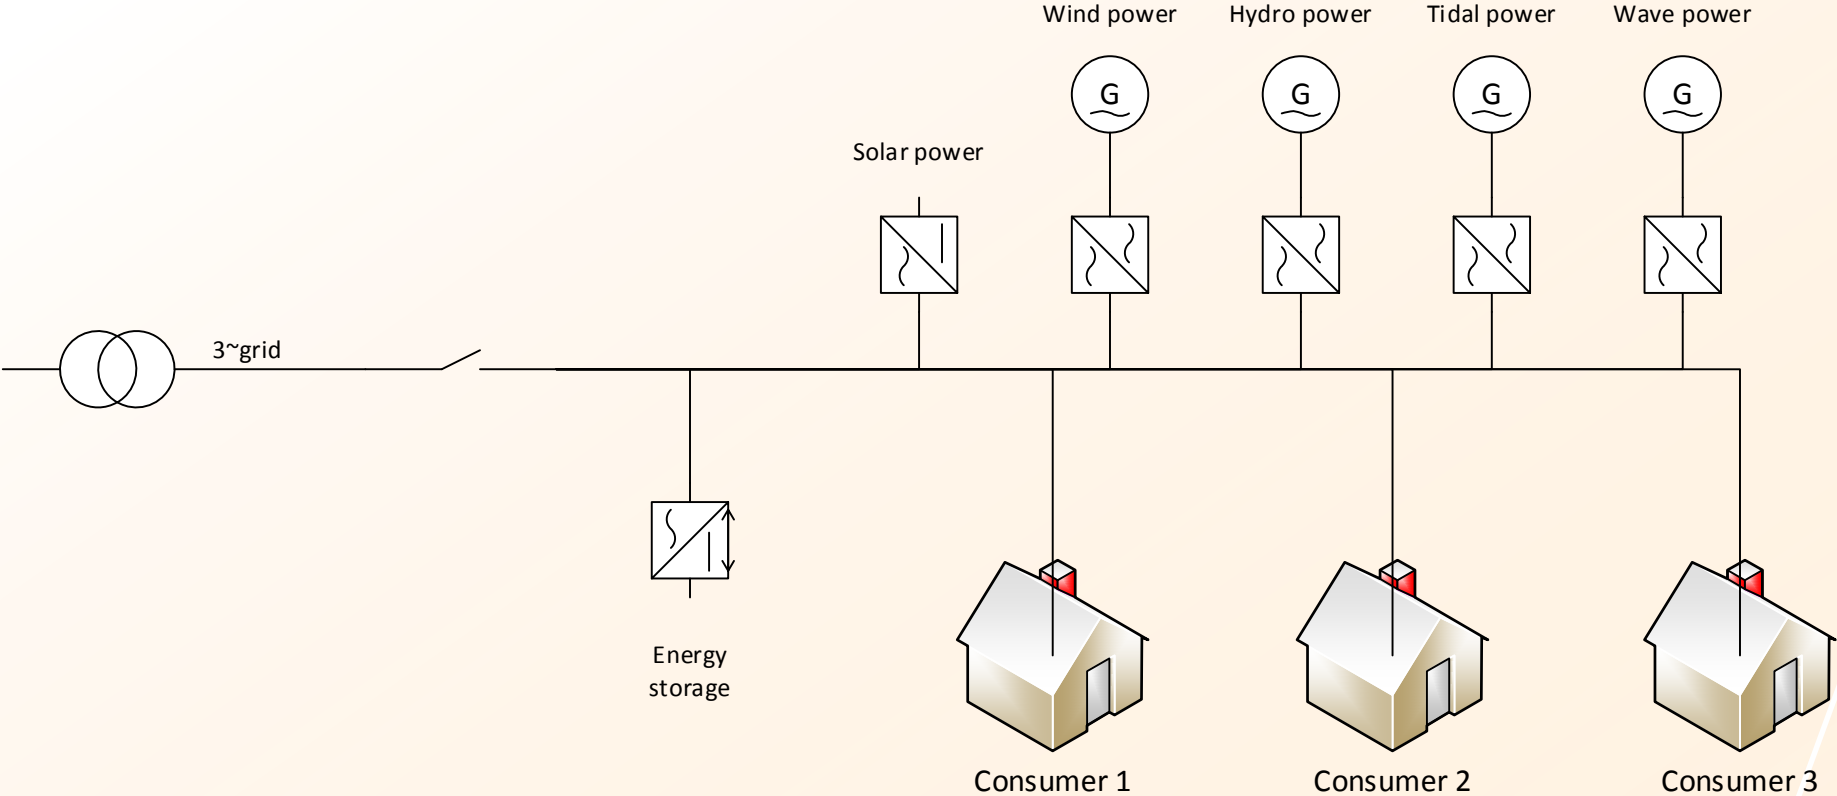 Wind power
Hydro power
Tidal power
Wave power
G
G
G
G
Solar power
3~grid
Energy
storage
Consumer 1
Consumer 2
Consumer 3